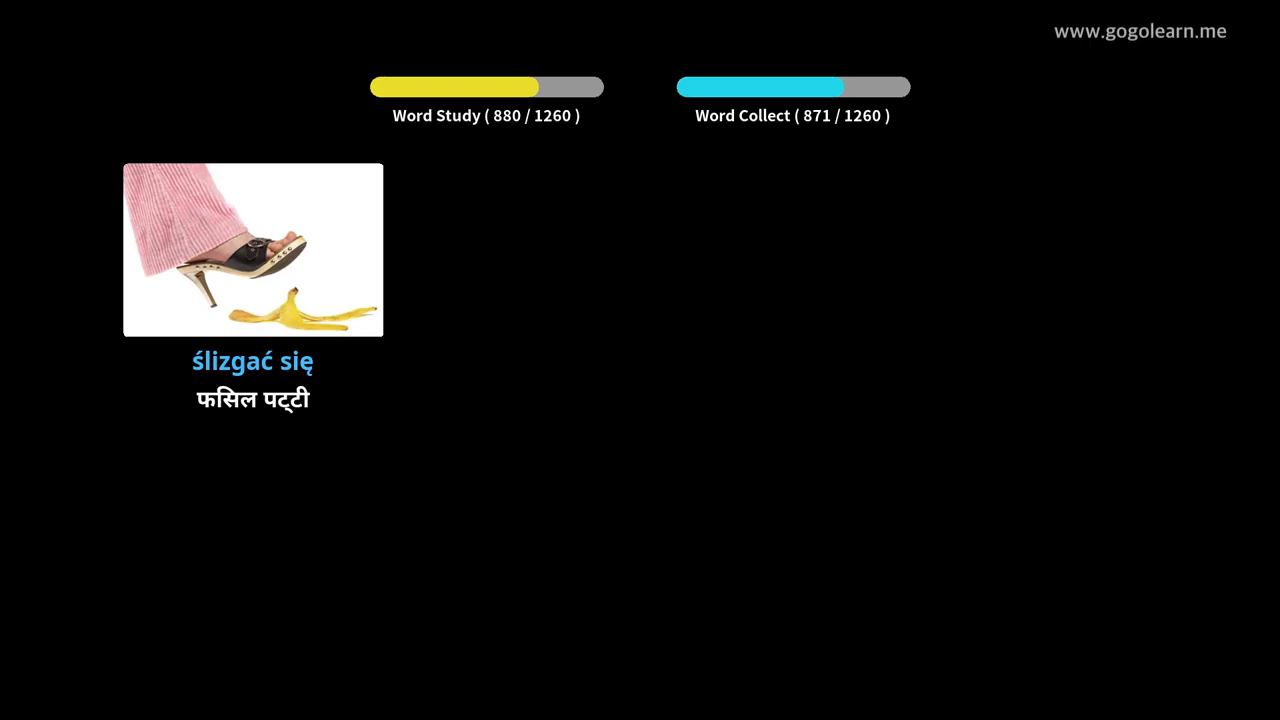 www.gogolearn.me
Word Study ( 880 / 1260 )
Word Collect ( 871 / 1260 )
ślizgać się
फसिल पट्टी